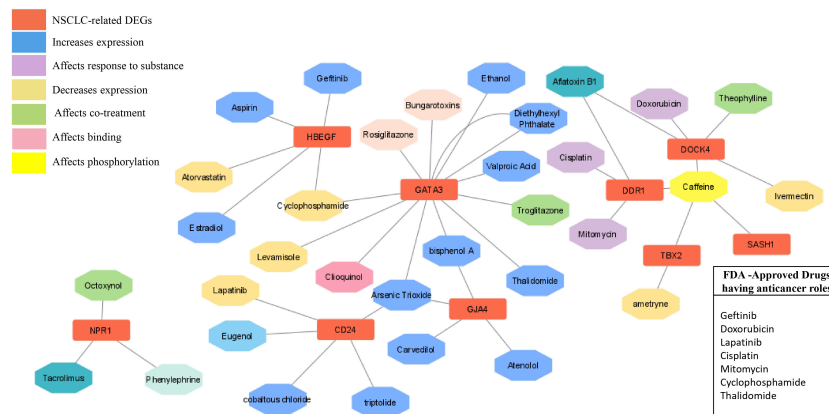 NSCLC-related DEGs
Increases expression
Affects response to substance
Decreases expression
Affects co-treatment
Affects binding
Affects phosphorylation
Geftinib
Aspirin
HBEGF
Atorvastatin
Estradiol
Cyclophosphamide
Bungarotoxins
Rosiglitazone
Ethanol
Diethylhexyl
Phthalate
Valproic Acid
GATA3
Troglitazone
Levamisole
Clioquinol
bisphenol A
Thalidomide
Arsenic Trioxide
Lapatinib
Eugenol
CD24
GJA4
Carvedilol
Atenolol
cobaltous chloride
triptolide
Octoxynol
NPR1
Tacrolimus
Phenylephrine
Aflatoxin B1
Doxorubicin
Theophylline
DOCK4
Cisplatin
DDR1
Caffeine
Ivermectin
Mitomycin
TBX2
SASH1
ametryne
FDA -Approved Drugs
having anticancer roles
Geftinib
Doxorubicin
Lapatinib
Cisplatin
Mitomycin
Cyclophosphamide
Thalidomide